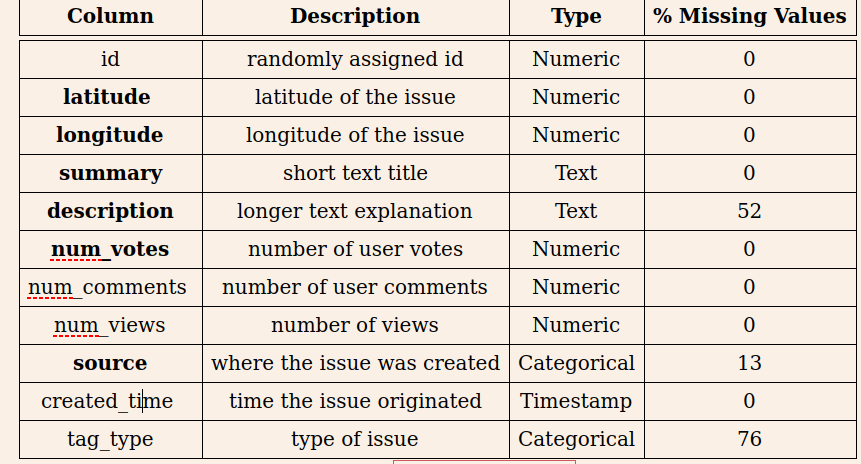 Column Description Type % Missing Values
id randomly assigned id Numeric 0
latitude latitude of the issue Numeric 0
longitude longitude of the issue Numeric 0
summary short text title Text 0
description longer text explanation Text 52
num_votes number of user votes Numeric 0
num_comments number of user comments Numeric 0
num_views number of views Numeric 0
source where the issue was created Categorical 13
created_time time the issue originated Timestamp 0
tag_type type of issue Categorical 76